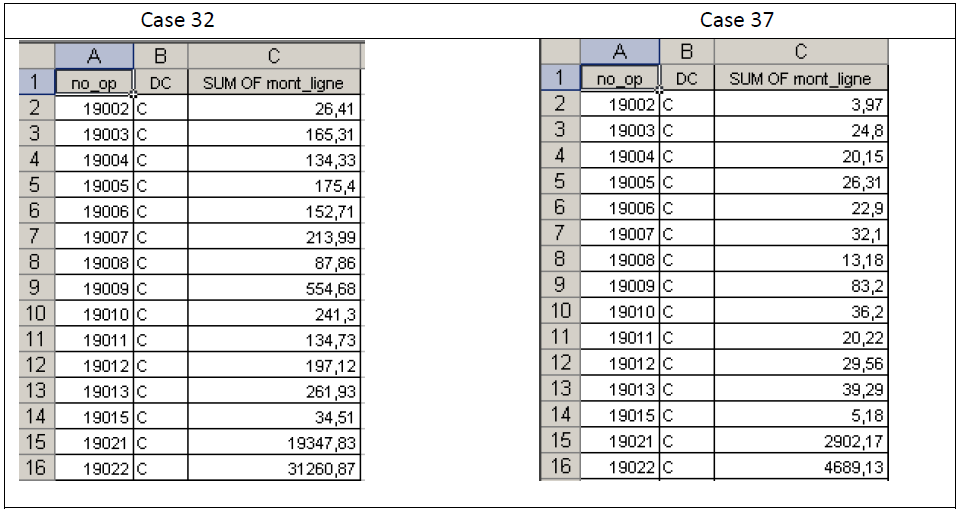 Case 32
Case 37
A B C
1 no_op DC SUM OF mont_ligne
2 19002 C 26,41
3 19003 C 165,31
4 19004 C 134,33
5 19005 C 175,4
6 19006 C 152,71
7 19007 C 213,99
8 19008 C 87,86
9 19009 C 554,68
10 19010 C 241,3
11 19011 C 134,73
12 19012 C 197,12
13 19013 C 261,93
14 19015 C 34,51
15 19021 C 19347,83
16 19022 C 31260,87
A B C
1 no_op DC SUM OF mont_ligne
2 19002 C 3,97
3 19003 C 24,8
4 19004 C 20,15
5 19005 C 26,31
6 19006 C 22,9
7 19007 C 32,1
8 19008 C 13,18
9 19009 C 83,2
10 19010 C 36,2
11 19011 C 20,22
12 19012 C 29,56
13 19013 C 39,29
14 19015 C 5,18
15 19021 C 2902,17
16 19022 C 4689,13